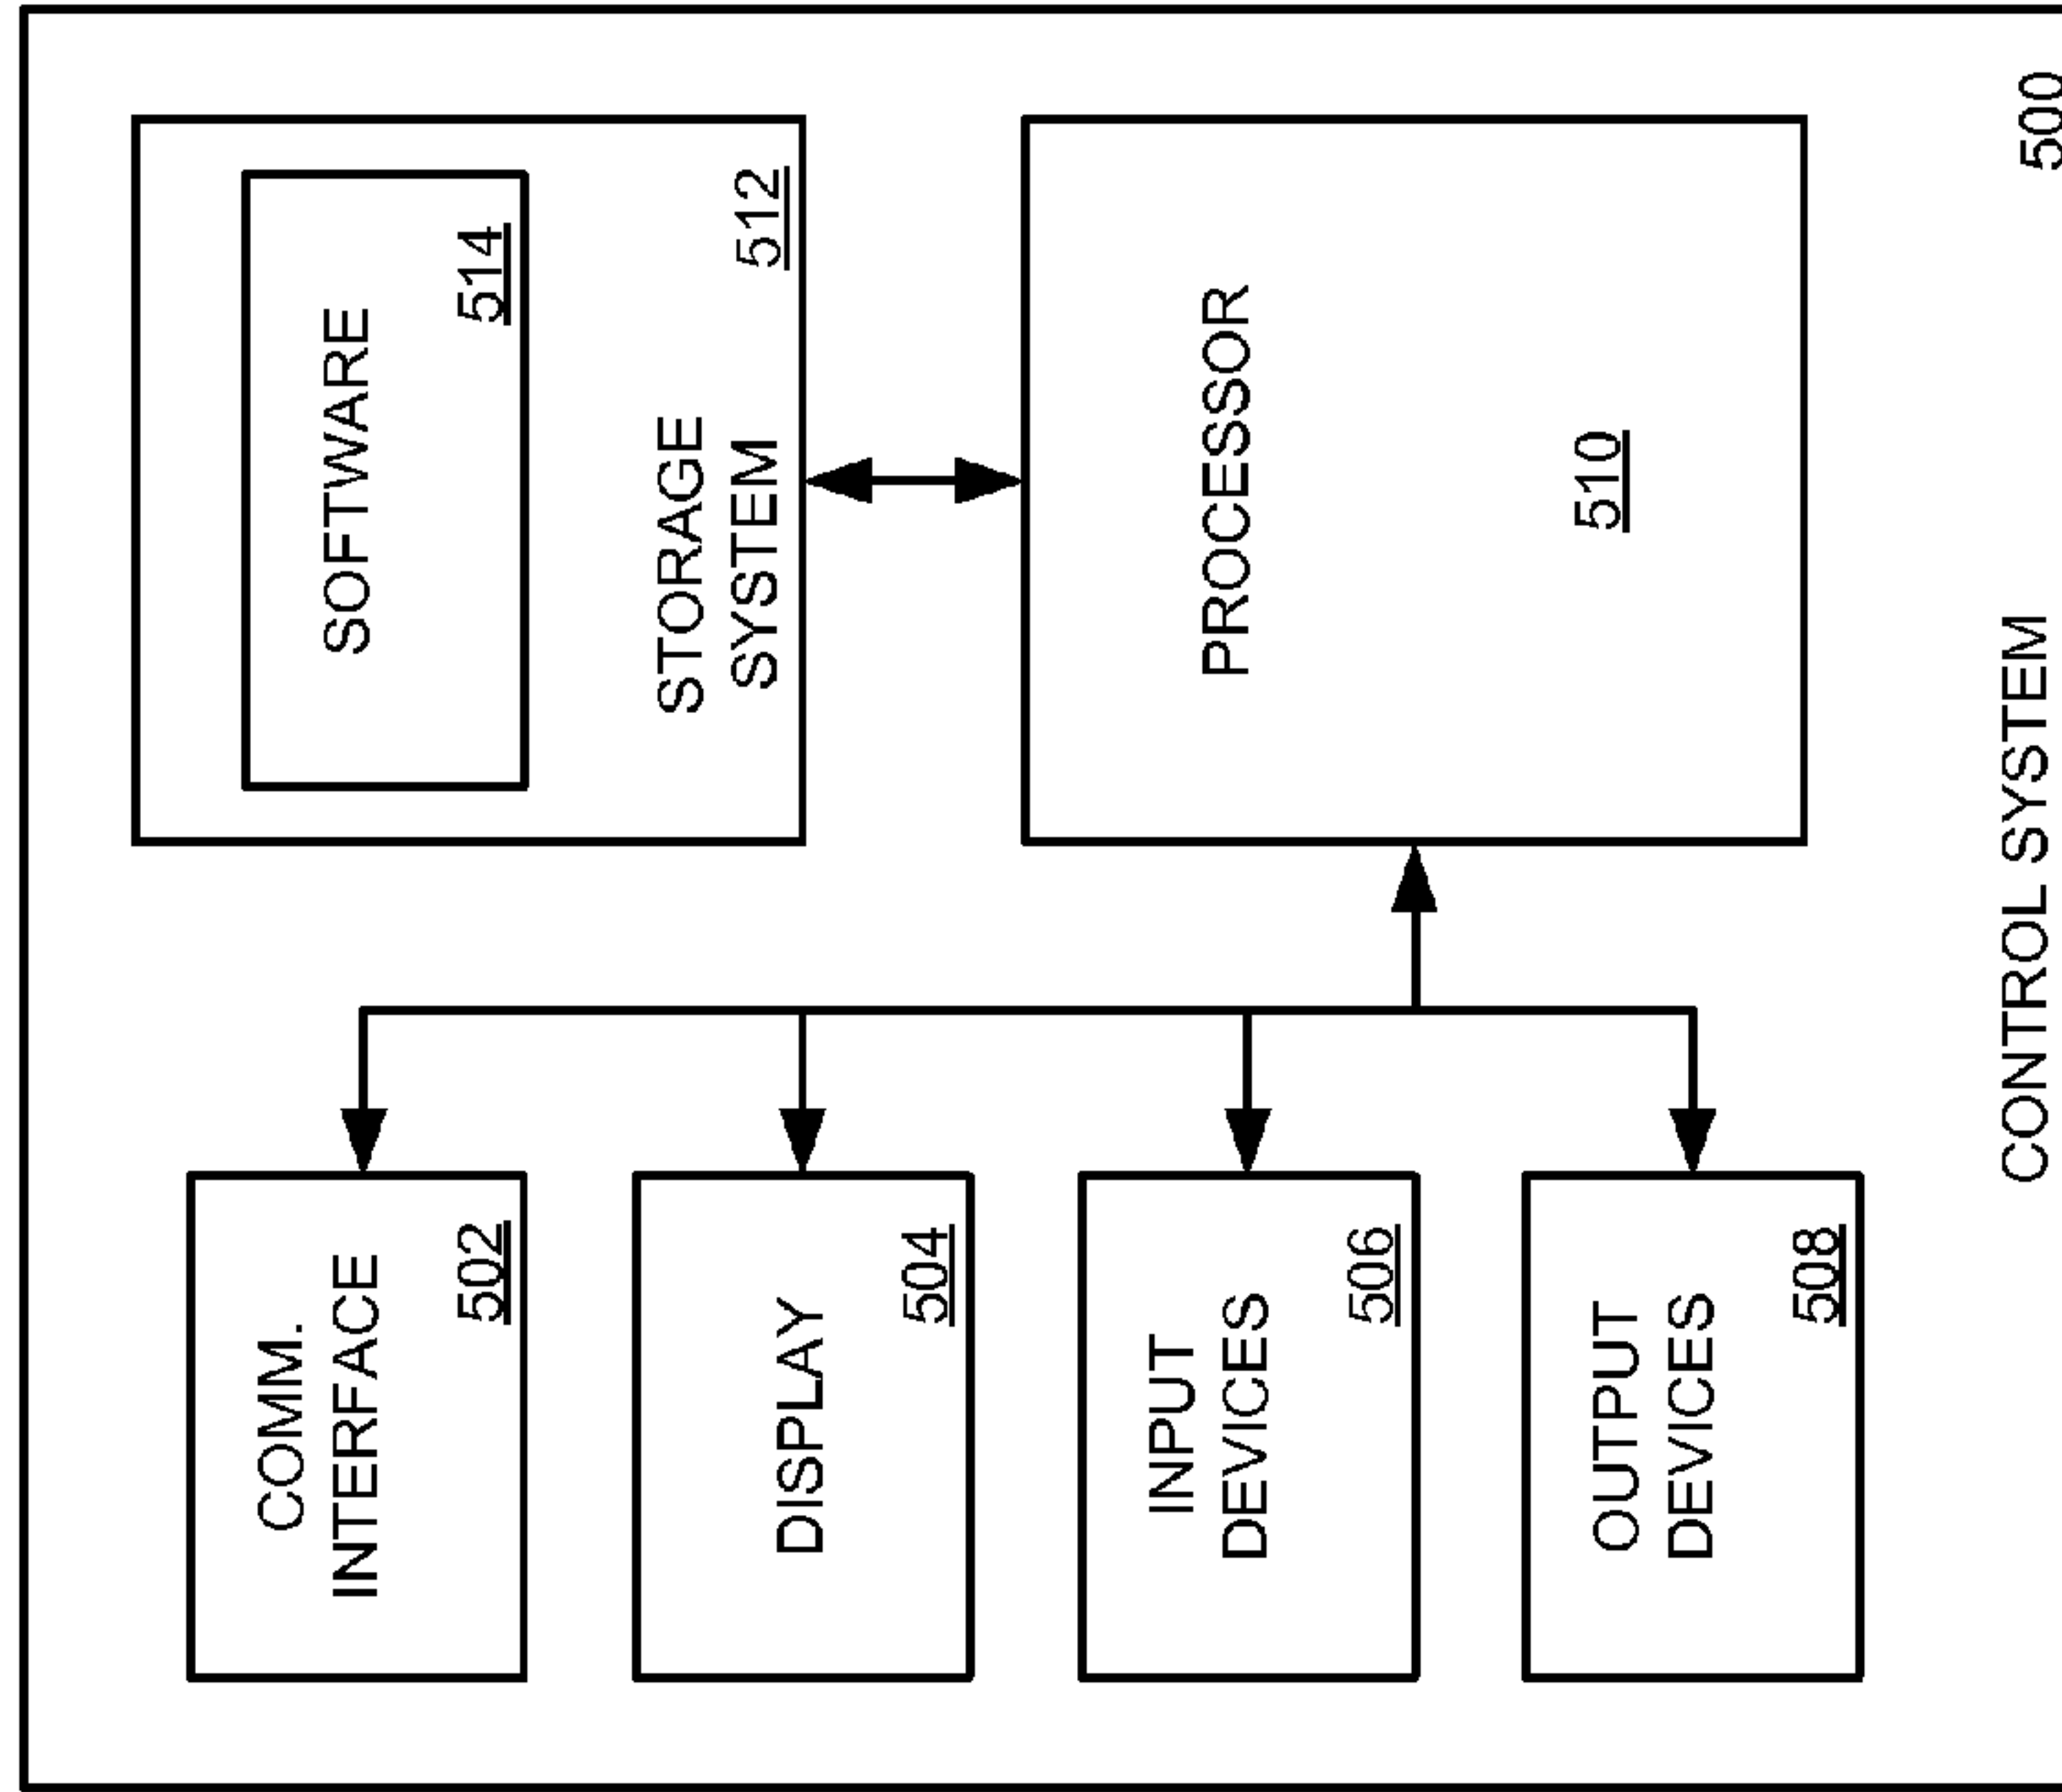 COMM.
INTERFACE
502
SOFTWARE
514
STORAGE
SYSTEM
512
DISPLAY
504
INPUT
DEVICES
506
PROCESSOR
510
OUTPUT
DEVICES
508
CONTROL SYSTEM
500